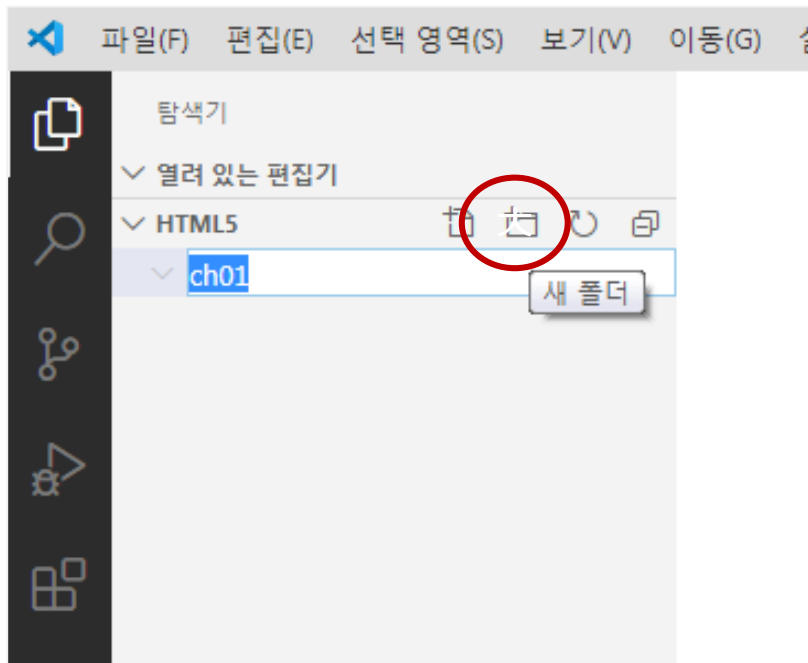 파일(F) 편집(E) 선택 영역(S) 보기(V) 이동(G)
탐색기
열려 있는 편집기
HTML5
ch01
새 폴더